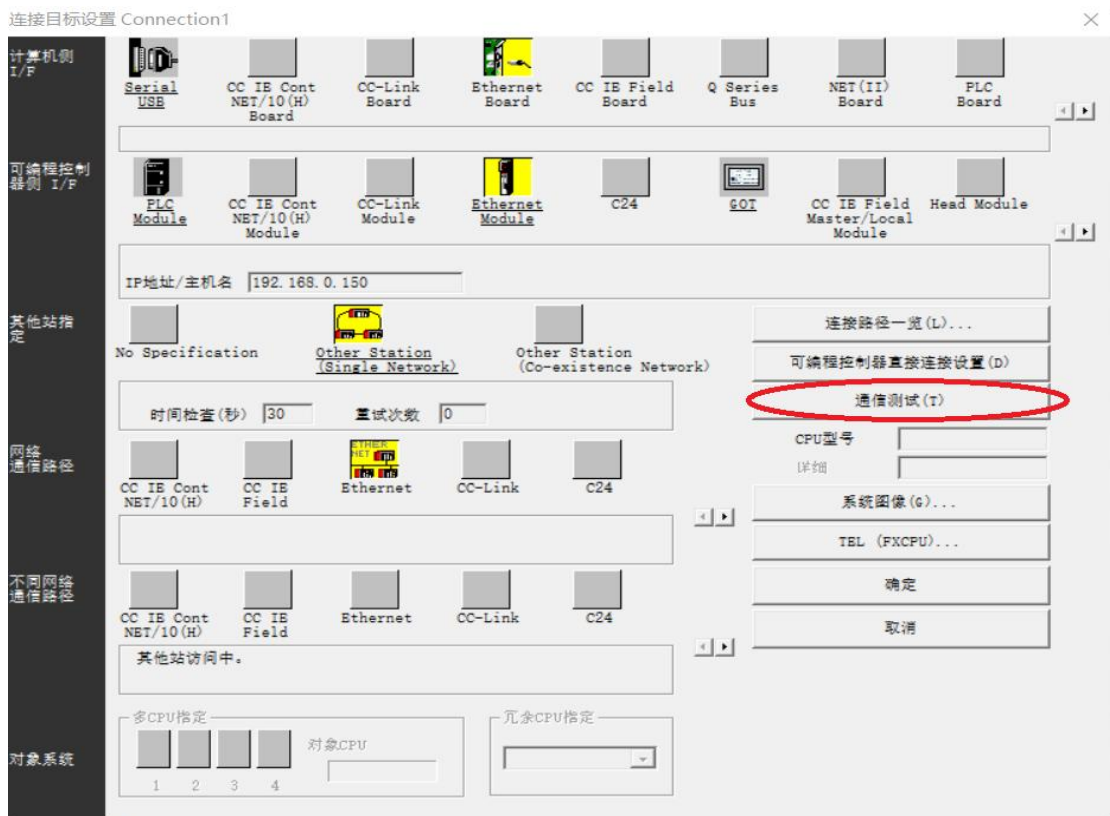 连接目标设置 Connection1
计算机侧
I/F
Serial
USB
CC IE Cont
NET/10(H)
Board
CC-Link
Board
Ethernet
Board
CC IE Field
Board
Q Series
Bus
NET(II)
Board
PLC
Board
可编程控制
器侧 I/F
PLC
Module
CC IE Cont
NET/10(H)
Module
CC-Link
Module
Ethernet
Module
C24
GOT
CC IE Field
Master/Local
Module
Head Module
IP地址/主机名 192.168.0.150
其他站指
定
No Specification
Other Station
(Single Network)
Other Station
(Co-existence Network)
时间检查(秒) 30 重试次数 0
连接路径一览(L)...
可编程控制器直接连接设置(D)
通信测试(T)
CPU型号
详细
系统图像(G)...
TEL (FXCPU)...
确定
取消
网络
通信路径
CC IE Cont
NET/10(H)
CC IE
Field
ETHER
NET
Ethernet
CC-Link
C24
不同网络
通信路径
CC IE Cont
NET/10(H)
CC IE
Field
Ethernet
CC-Link
C24
其他站访问中。
对象系统
多CPU指定
1 2 3 4
对象CPU
冗余CPU指定